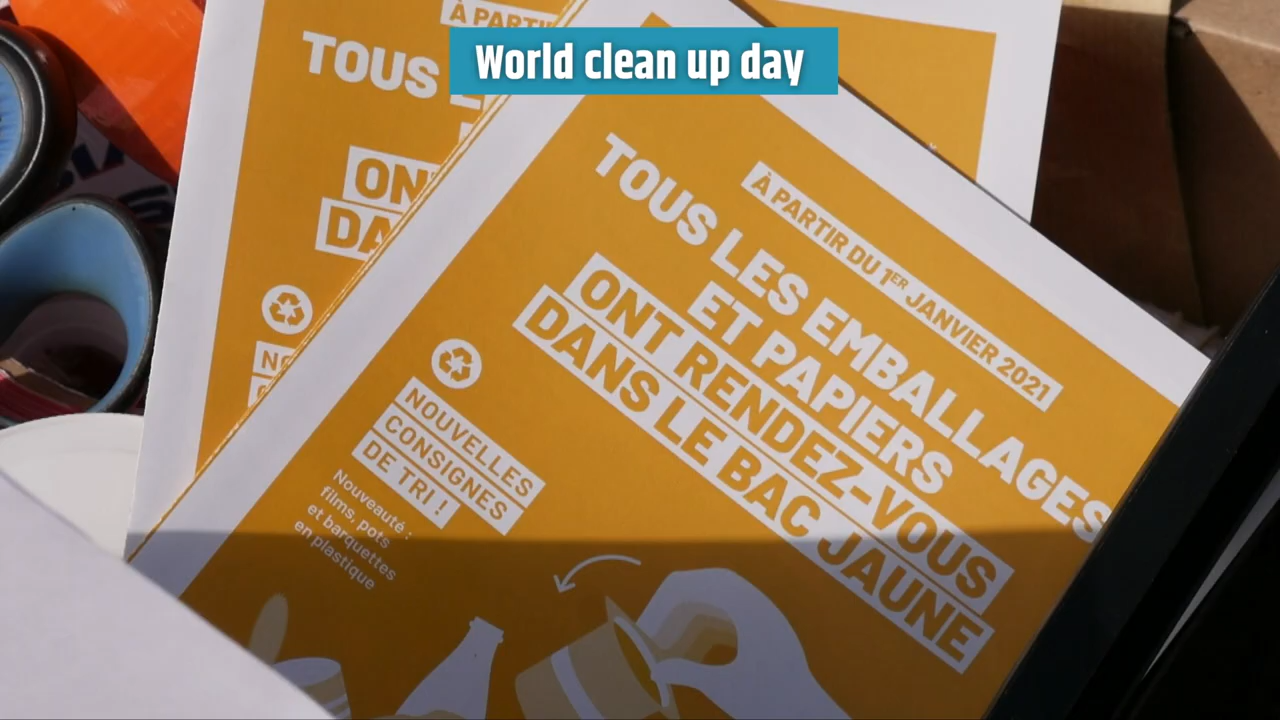 World clean up day
À PARTI
TOUS
ON
DA
À PARTIR DU 1ER JANVIER 2021
TOUS LES EMBALLAGES
ET PAPIERS
ONT RENDEZ-VOUS
DANS LE BAC JAUNE
NOUVELLES
CONSIGNES
DE TRI !
Nouveauté :
films, pots
et barquettes
en plastique